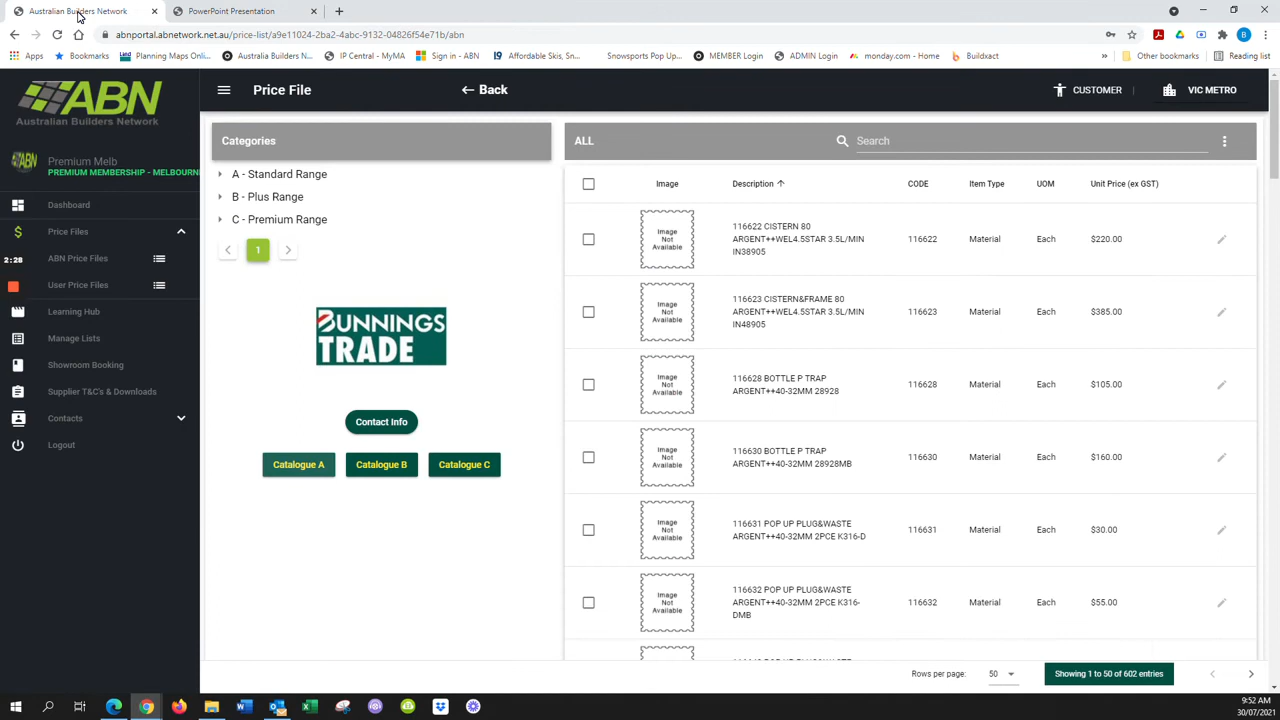 Australian Builders Network
PowerPoint Presentation
abnportal.abnetwork.net.au/price-list/a9e11024-2ba2-4abc-9132-04826f54e71b/abn
Apps
Bookmarks
Planning Maps Onli...
Australia Builders N...
IP Central - MyMA
Sign in - ABN
Affordable Skis, Sn...
Snowsports Pop Up...
MEMBER Login
ADMIN Login
monday.com - Home
Buildxact
»
Other bookmarks
Reading list
ABN
Australian Builders Network
Price File
Back
CUSTOMER
VIC METRO
ABN
Premium Melb
PREMIUM MEMBERSHIP - MELBOURN
Dashboard
Price Files
2:28
ABN Price Files
User Price Files
Learning Hub
Manage Lists
Showroom Booking
Supplier T&C's & Downloads
Contacts
Logout
Categories
A - Standard Range
B - Plus Range
C - Premium Range
1
BUNNINGS
TRADE
Contact Info
Catalogue A Catalogue B Catalogue C
ALL
Search
Image Description CODE Item Type UOM Unit Price (ex GST)
Image
Not
Available
116622 CISTERN 80
ARGENT++WEL4.5STAR 3.5L/MIN
IN38905
116622 Material Each $220.00
Image
Not
Available
116623 CISTERN&FRAME 80
ARGENT++WEL4.5STAR 3.5L/MIN
IN48905
116623 Material Each $385.00
Image
Not
Available
116628 BOTTLE P TRAP
ARGENT++40-32MM 28928
116628 Material Each $105.00
Image
Not
Available
116630 BOTTLE P TRAP
ARGENT++40-32MM 28928MB
116630 Material Each $160.00
Image
Not
Available
116631 POP UP PLUG&WASTE
ARGENT++40-32MM 2PCE K316-D
116631 Material Each $30.00
Image
Not
Available
116632 POP UP PLUG&WASTE
ARGENT++40-32MM 2PCE K316-
DMB
116632 Material Each $55.00
Image
Rows per page: 50
Showing 1 to 50 of 602 entries
9:52 AM
30/07/2021